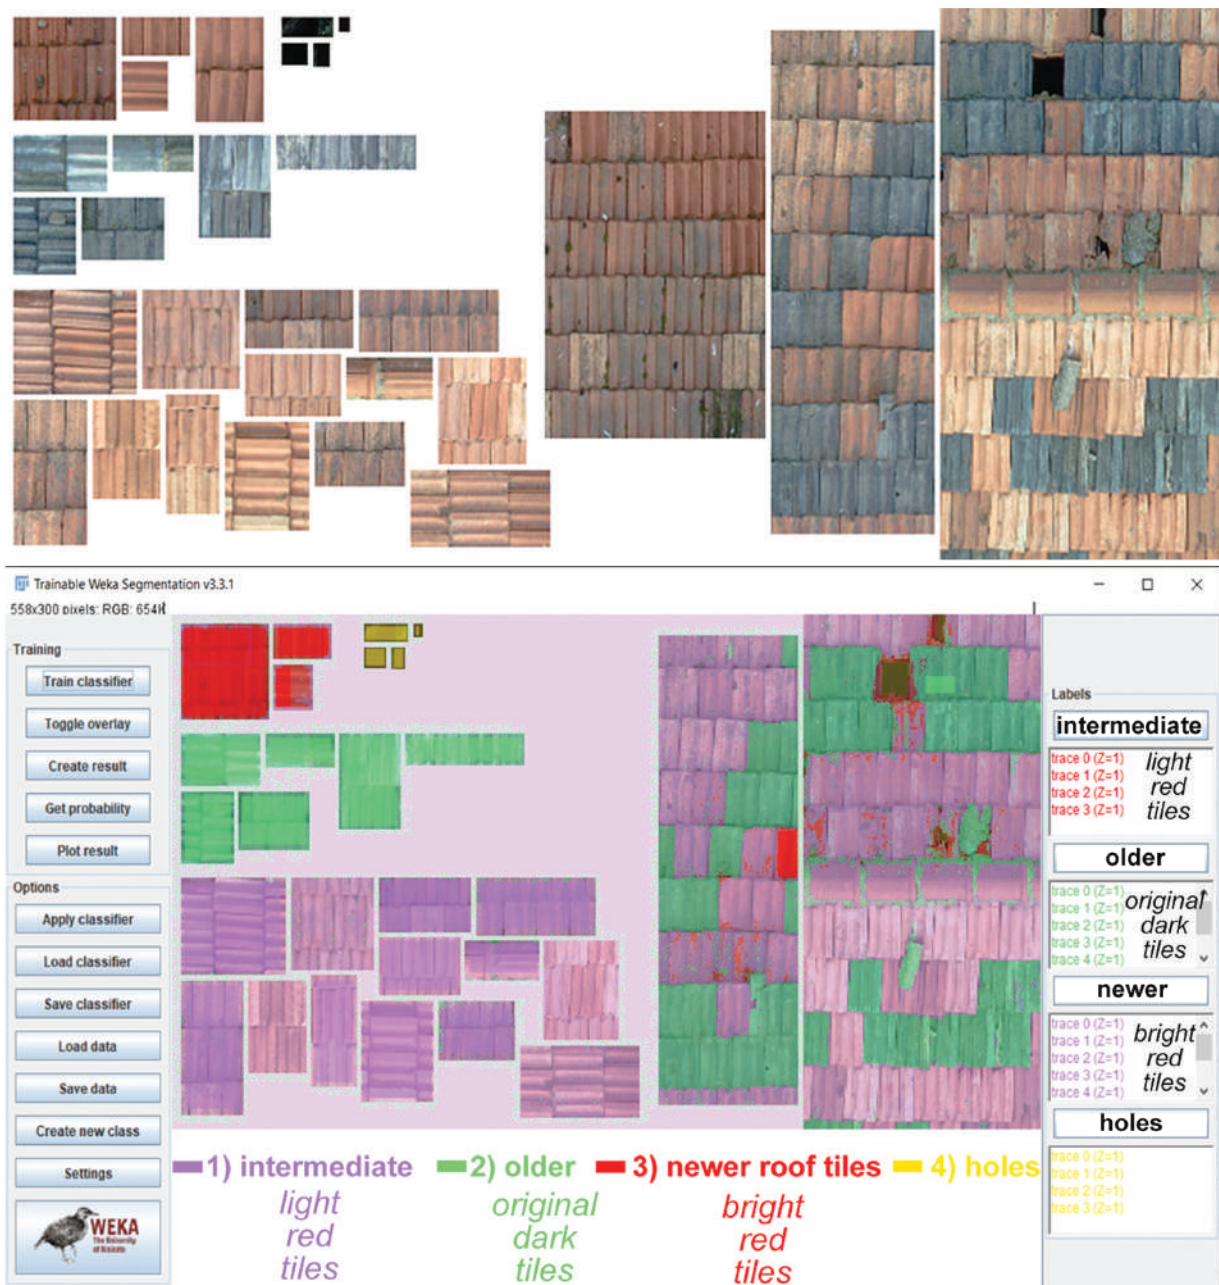 Trainable Weka Segmentation v3.3.1
558x300 pixels: RGB: 654K
Training
Train classifier
Toggle overlay
Create result
Get probability
Plot result
Options
Apply classifier
Load classifier
Save classifier
Load data
Save data
Create new class
Settings
WEKA
The University
of Waikato
Labels
intermediate
trace 0 (Z=1)
trace 1 (Z=1)
trace 2 (Z=1)
trace 3 (Z=1)
light
red
tiles
older
trace 0 (Z=1)
trace 1 (Z=1)
trace 2 (Z=1)
trace 3 (Z=1)
trace 4 (Z=1)
original
dark
tiles
newer
trace 0 (Z=1)
trace 1 (Z=1)
trace 2 (Z=1)
trace 3 (Z=1)
trace 4 (Z=1)
bright
red
tiles
holes
trace 0 (Z=1)
trace 1 (Z=1)
trace 2 (Z=1)
trace 3 (Z=1)
1) intermediate
light
red
tiles
2) older
original
dark
tiles
3) newer roof tiles
bright
red
tiles
4) holes